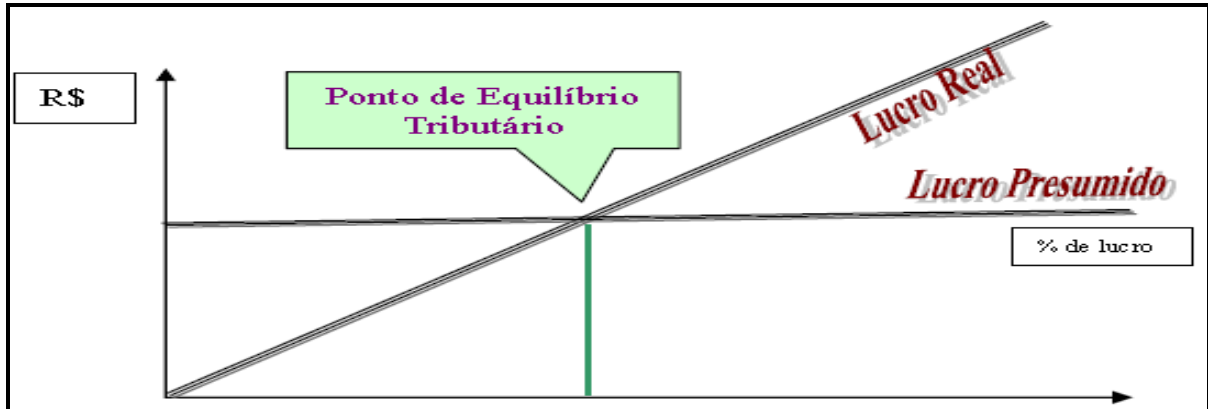 R$
Ponto de Equilíbrio
Tributário
Lucro Real
Lucro Presumido
% de lucro